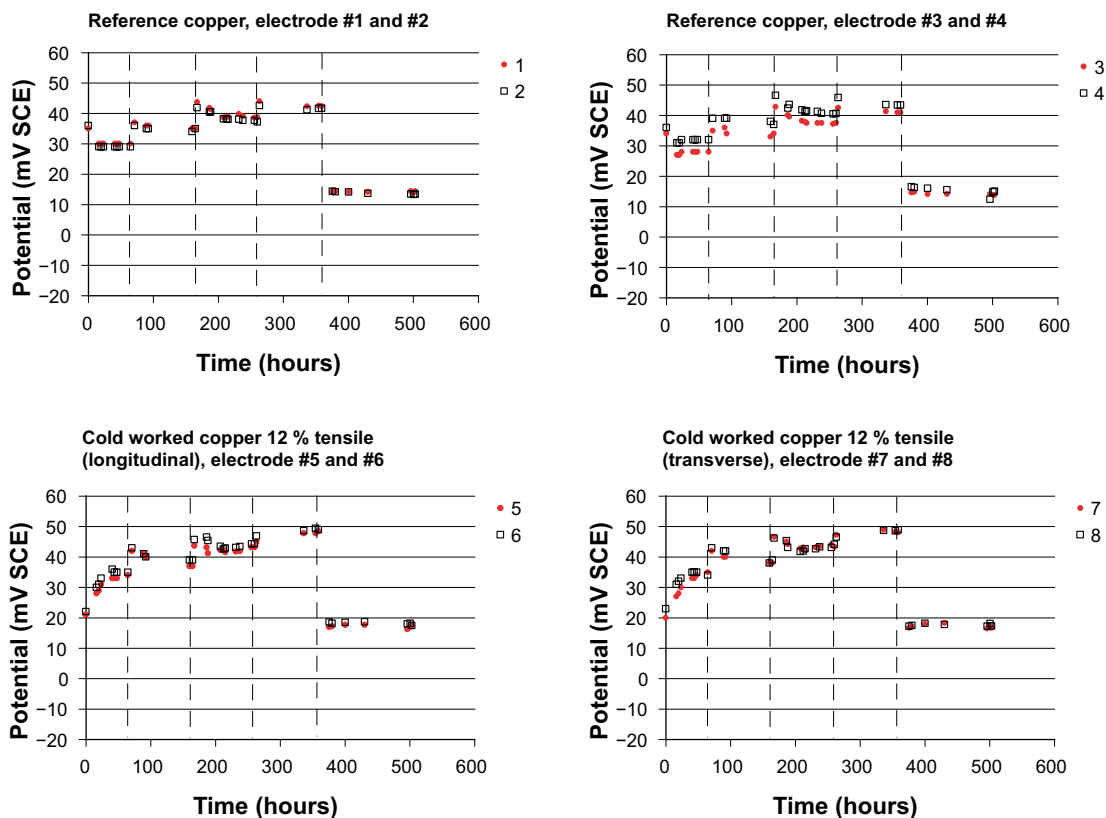 Reference copper, electrode #1 and #2
Potential (mV SCE)
60
50
40
30
20
10
0
−10
−20
0 100 200 300 400 500 600
Time (hours)
1
2
Reference copper, electrode #3 and #4
Potential (mV SCE)
60
50
40
30
20
10
0
−10
−20
0 100 200 300 400 500 600
Time (hours)
3
4
Cold worked copper 12 % tensile
(longitudinal), electrode #5 and #6
Potential (mV SCE)
60
50
40
30
20
10
0
−10
−20
0 100 200 300 400 500 600
Time (hours)
5
6
Cold worked copper 12 % tensile
(transverse), electrode #7 and #8
Potential (mV SCE)
60
50
40
30
20
10
0
−10
−20
0 100 200 300 400 500 600
Time (hours)
7
8